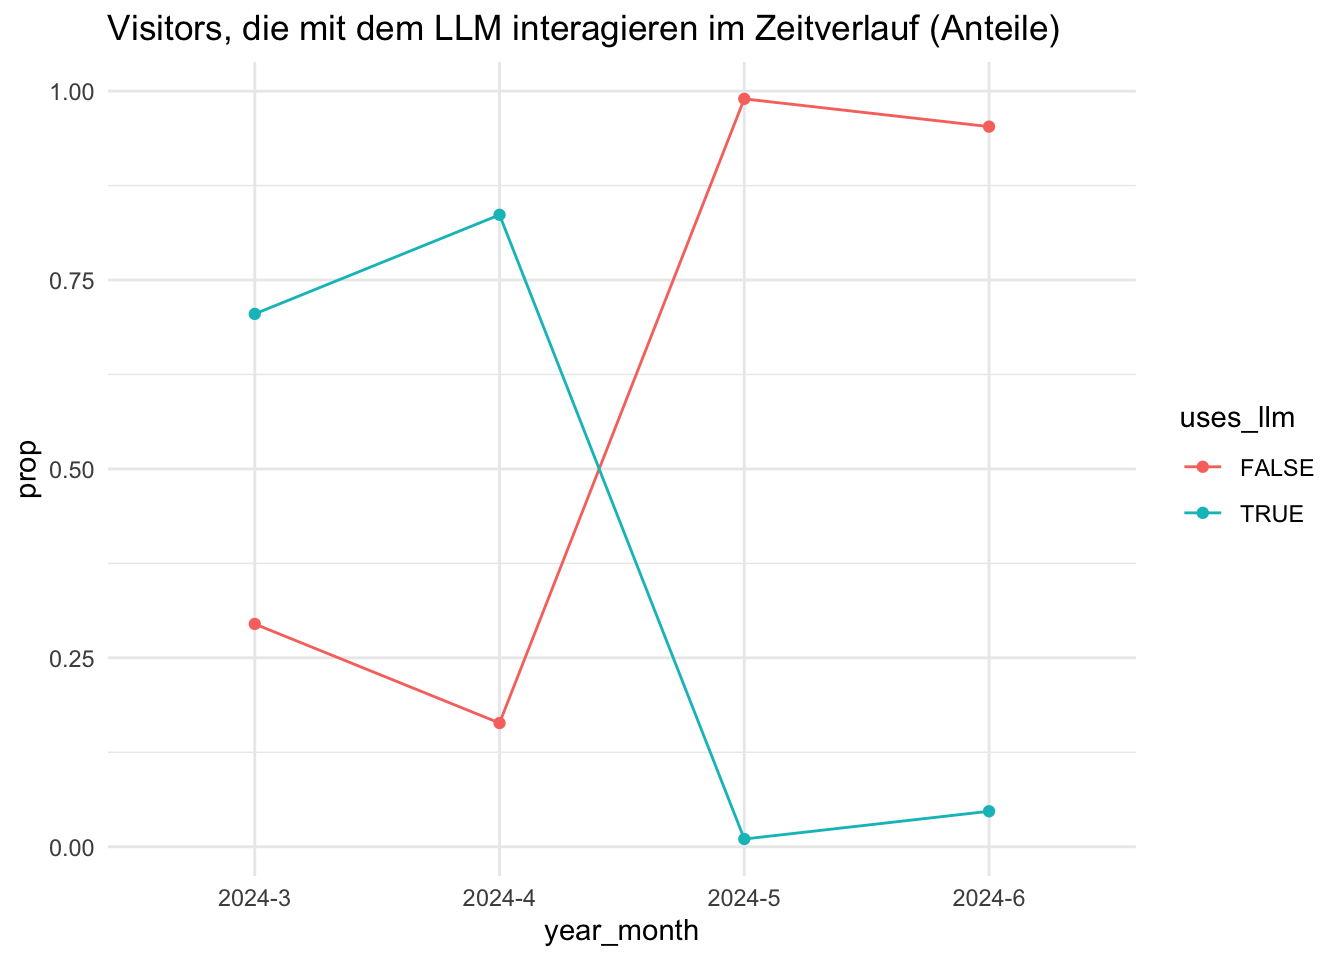 Visitors, die mit dem LLM interagieren im Zeitverlauf (Anteile)
1.00
0.75
0.50
0.25
0.00
prop
2024-3
2024-4
2024-5
2024-6
year_month
uses_llm
FALSE
TRUE